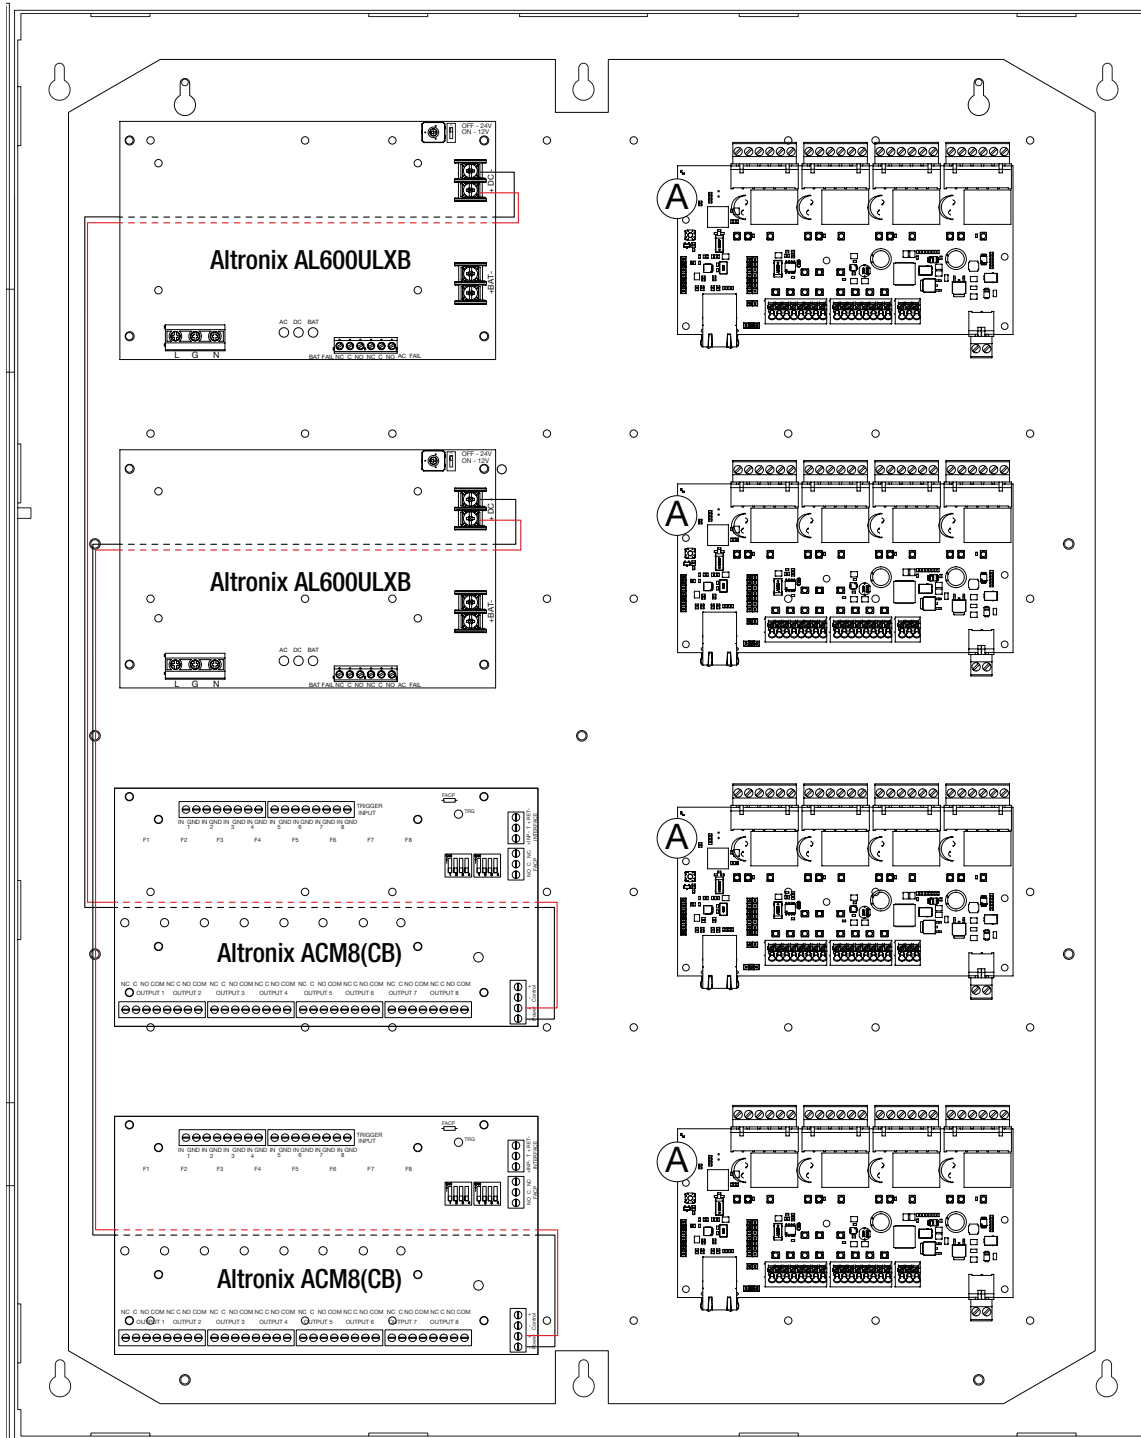 OFF - 24V
ON - 12V
+ DC -
A
Altronix AL600ULXB
+BAT-
AC DC BAT
L G N
BAT FAIL NC C NO NC C NO AC FAIL
OFF - 24V
ON - 12V
+ DC -
A
Altronix AL600ULXB
+BAT-
AC DC BAT
L G N
BAT FAIL NC C NO NC C NO AC FAIL
FACP
TRIGGER
INPUT
TRG
IN GND IN GND IN GND IN GND IN GND IN GND IN GND IN GND
1 2 3 4 5 6 7 8
+INP- T +RET-
INTERFACE
F1 F2 F3 F4 F5 F6 F7 F8
NO C NC
FACP
A
Altronix ACM8(CB)
NC C NO COM NC C NO COM NC C NO COM NC C NO COM NC C NO COM NC C NO COM NC C NO COM NC C NO COM
OUTPUT 1 OUTPUT 2 OUTPUT 3 OUTPUT 4 OUTPUT 5 OUTPUT 6 OUTPUT 7 OUTPUT 8
- Power + - Control +
FACP
TRIGGER
INPUT
TRG
IN GND IN GND IN GND IN GND IN GND IN GND IN GND IN GND
1 2 3 4 5 6 7 8
+INP- T +RET-
INTERFACE
F1 F2 F3 F4 F5 F6 F7 F8
NO C NC
FACP
A
Altronix ACM8(CB)
NC C NO COM NC C NO COM NC C NO COM NC C NO COM NC C NO COM NC C NO COM NC C NO COM NC C NO COM
OUTPUT 1 OUTPUT 2 OUTPUT 3 OUTPUT 4 OUTPUT 5 OUTPUT 6 OUTPUT 7 OUTPUT 8
- Power + - Control +